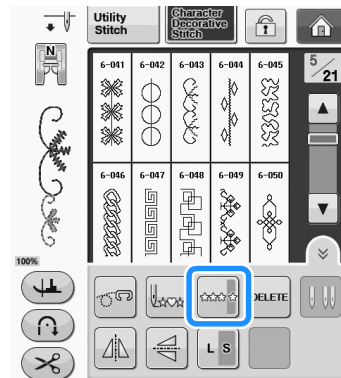 Utility
Stitch
Character
Decorative
Stitch
N
6-041
6-042
6-043
6-044
6-045
5/21
6-046
6-047
6-048
6-049
6-050
100%
DELETE
L S